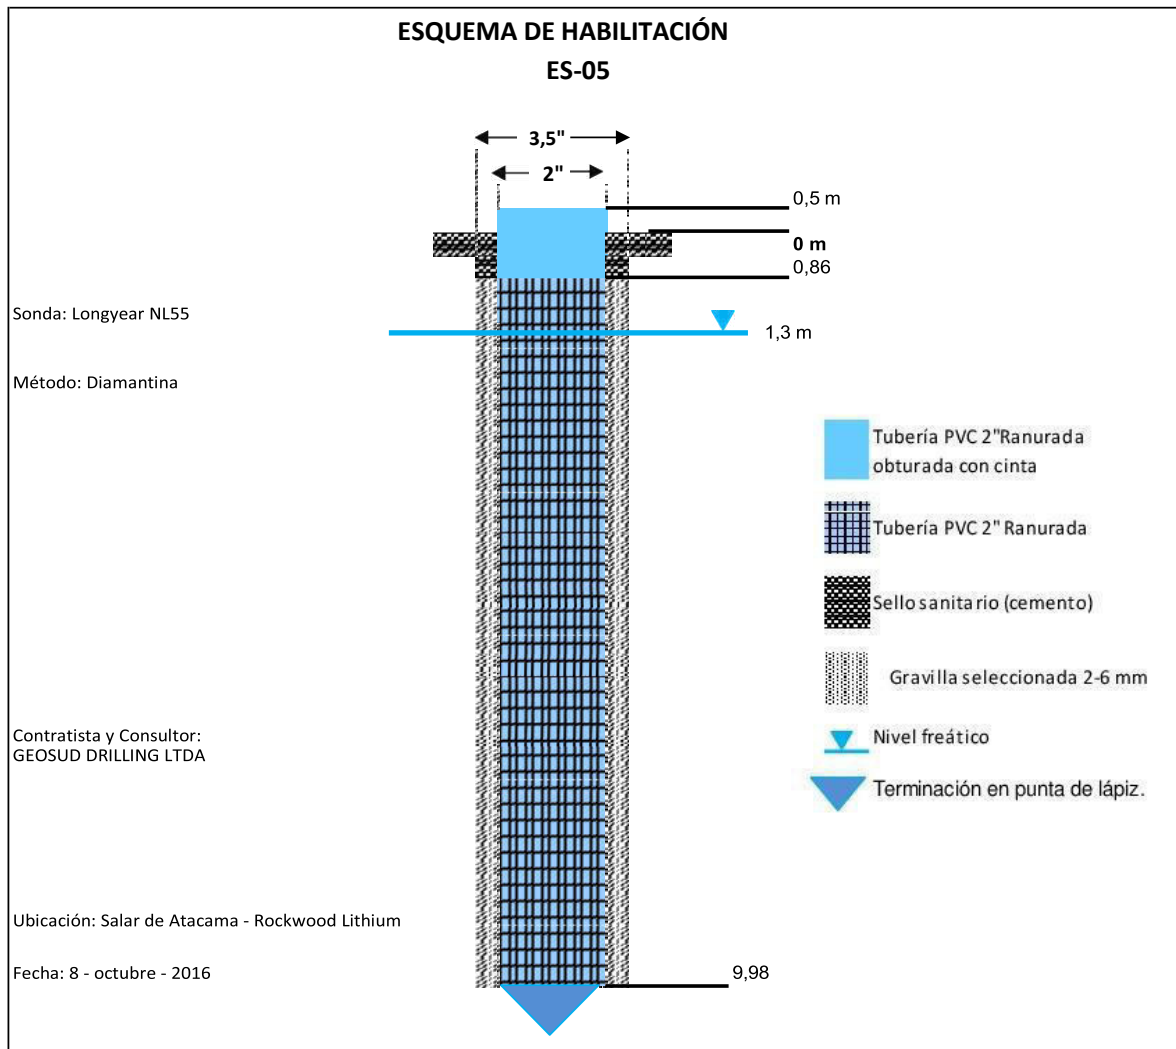 ESQUEMA DE HABILITACIÓN
ES-05
3,5"
2"
0,5 m
0 m
0,86
Sonda: Longyear NL55
1,3 m
Método: Diamantina
Tubería PVC 2"Ranurada
obturada con cinta
Tubería PVC 2" Ranurada
Sello sanitario (cemento)
Gravilla seleccionada 2-6 mm
Contratista y Consultor:
GEOSUD DRILLING LTDA
Nivel freático
Terminación en punta de lápiz.
Ubicación: Salar de Atacama - Rockwood Lithium
Fecha: 8 - octubre - 2016
9,98